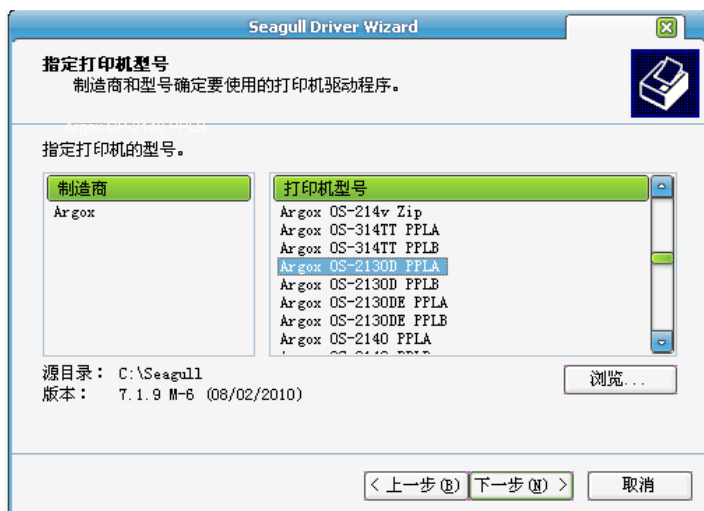 Seagull Driver Wizard
指定打印机型号
制造商和型号确定要使用的打印机驱动程序。
Argox CP-2140 PPLB
指定打印机的型号。
制造商
Argox
打印机型号
Argox OS-214v Zip
Argox OS-314TT PPLA
Argox OS-314TT PPLB
Argox OS-2130D PPLA
Argox OS-2130D PPLB
Argox OS-2130DE PPLA
Argox OS-2130DE PPLB
Argox OS-2140 PPLA
源目录： C:\Seagull
版本： 7.1.9 M-6 (08/02/2010)
浏览...
< 上一步(B)
下一步(N) >
取消